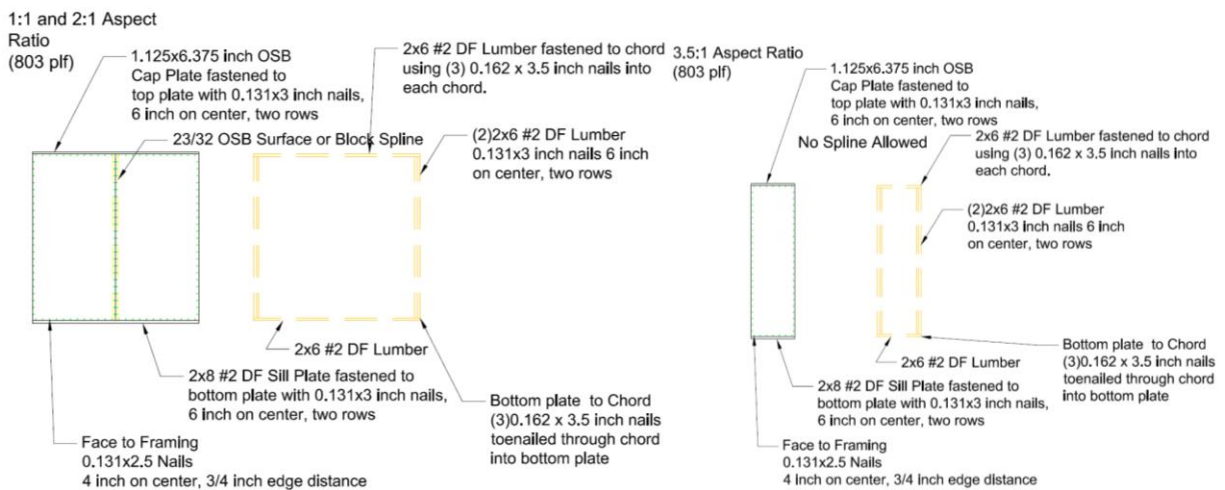 1:1 and 2:1 Aspect
Ratio
(803 plf)
1.125x6.375 inch OSB
Cap Plate fastened to
top plate with 0.131x3 inch nails,
6 inch on center, two rows
23/32 OSB Surface or Block Spline
2x6 #2 DF Lumber fastened to chord
using (3) 0.162 x 3.5 inch nails into
each chord.
(2)2x6 #2 DF Lumber
0.131x3 inch nails 6 inch
on center, two rows
2x6 #2 DF Lumber
2x8 #2 DF Sill Plate fastened to
bottom plate with 0.131x3 inch nails,
6 inch on center, two rows
Bottom plate to Chord
(3)0.162 x 3.5 inch nails
toenailed through chord
into bottom plate
Face to Framing
0.131x2.5 Nails
4 inch on center, 3/4 inch edge distance
3.5:1 Aspect Ratio
(803 plf)
1.125x6.375 inch OSB
Cap Plate fastened to
top plate with 0.131x3 inch nails,
6 inch on center, two rows
No Spline Allowed
2x6 #2 DF Lumber fastened to chord
using (3) 0.162 x 3.5 inch nails into
each chord.
(2)2x6 #2 DF Lumber
0.131x3 inch nails 6 inch
on center, two rows
2x6 #2 DF Lumber
Bottom plate to Chord
(3)0.162 x 3.5 inch nails
toenailed through chord
into bottom plate
2x8 #2 DF Sill Plate fastened to
bottom plate with 0.131x3 inch nails,
6 inch on center, two rows
Face to Framing
0.131x2.5 Nails
4 inch on center, 3/4 inch edge distance